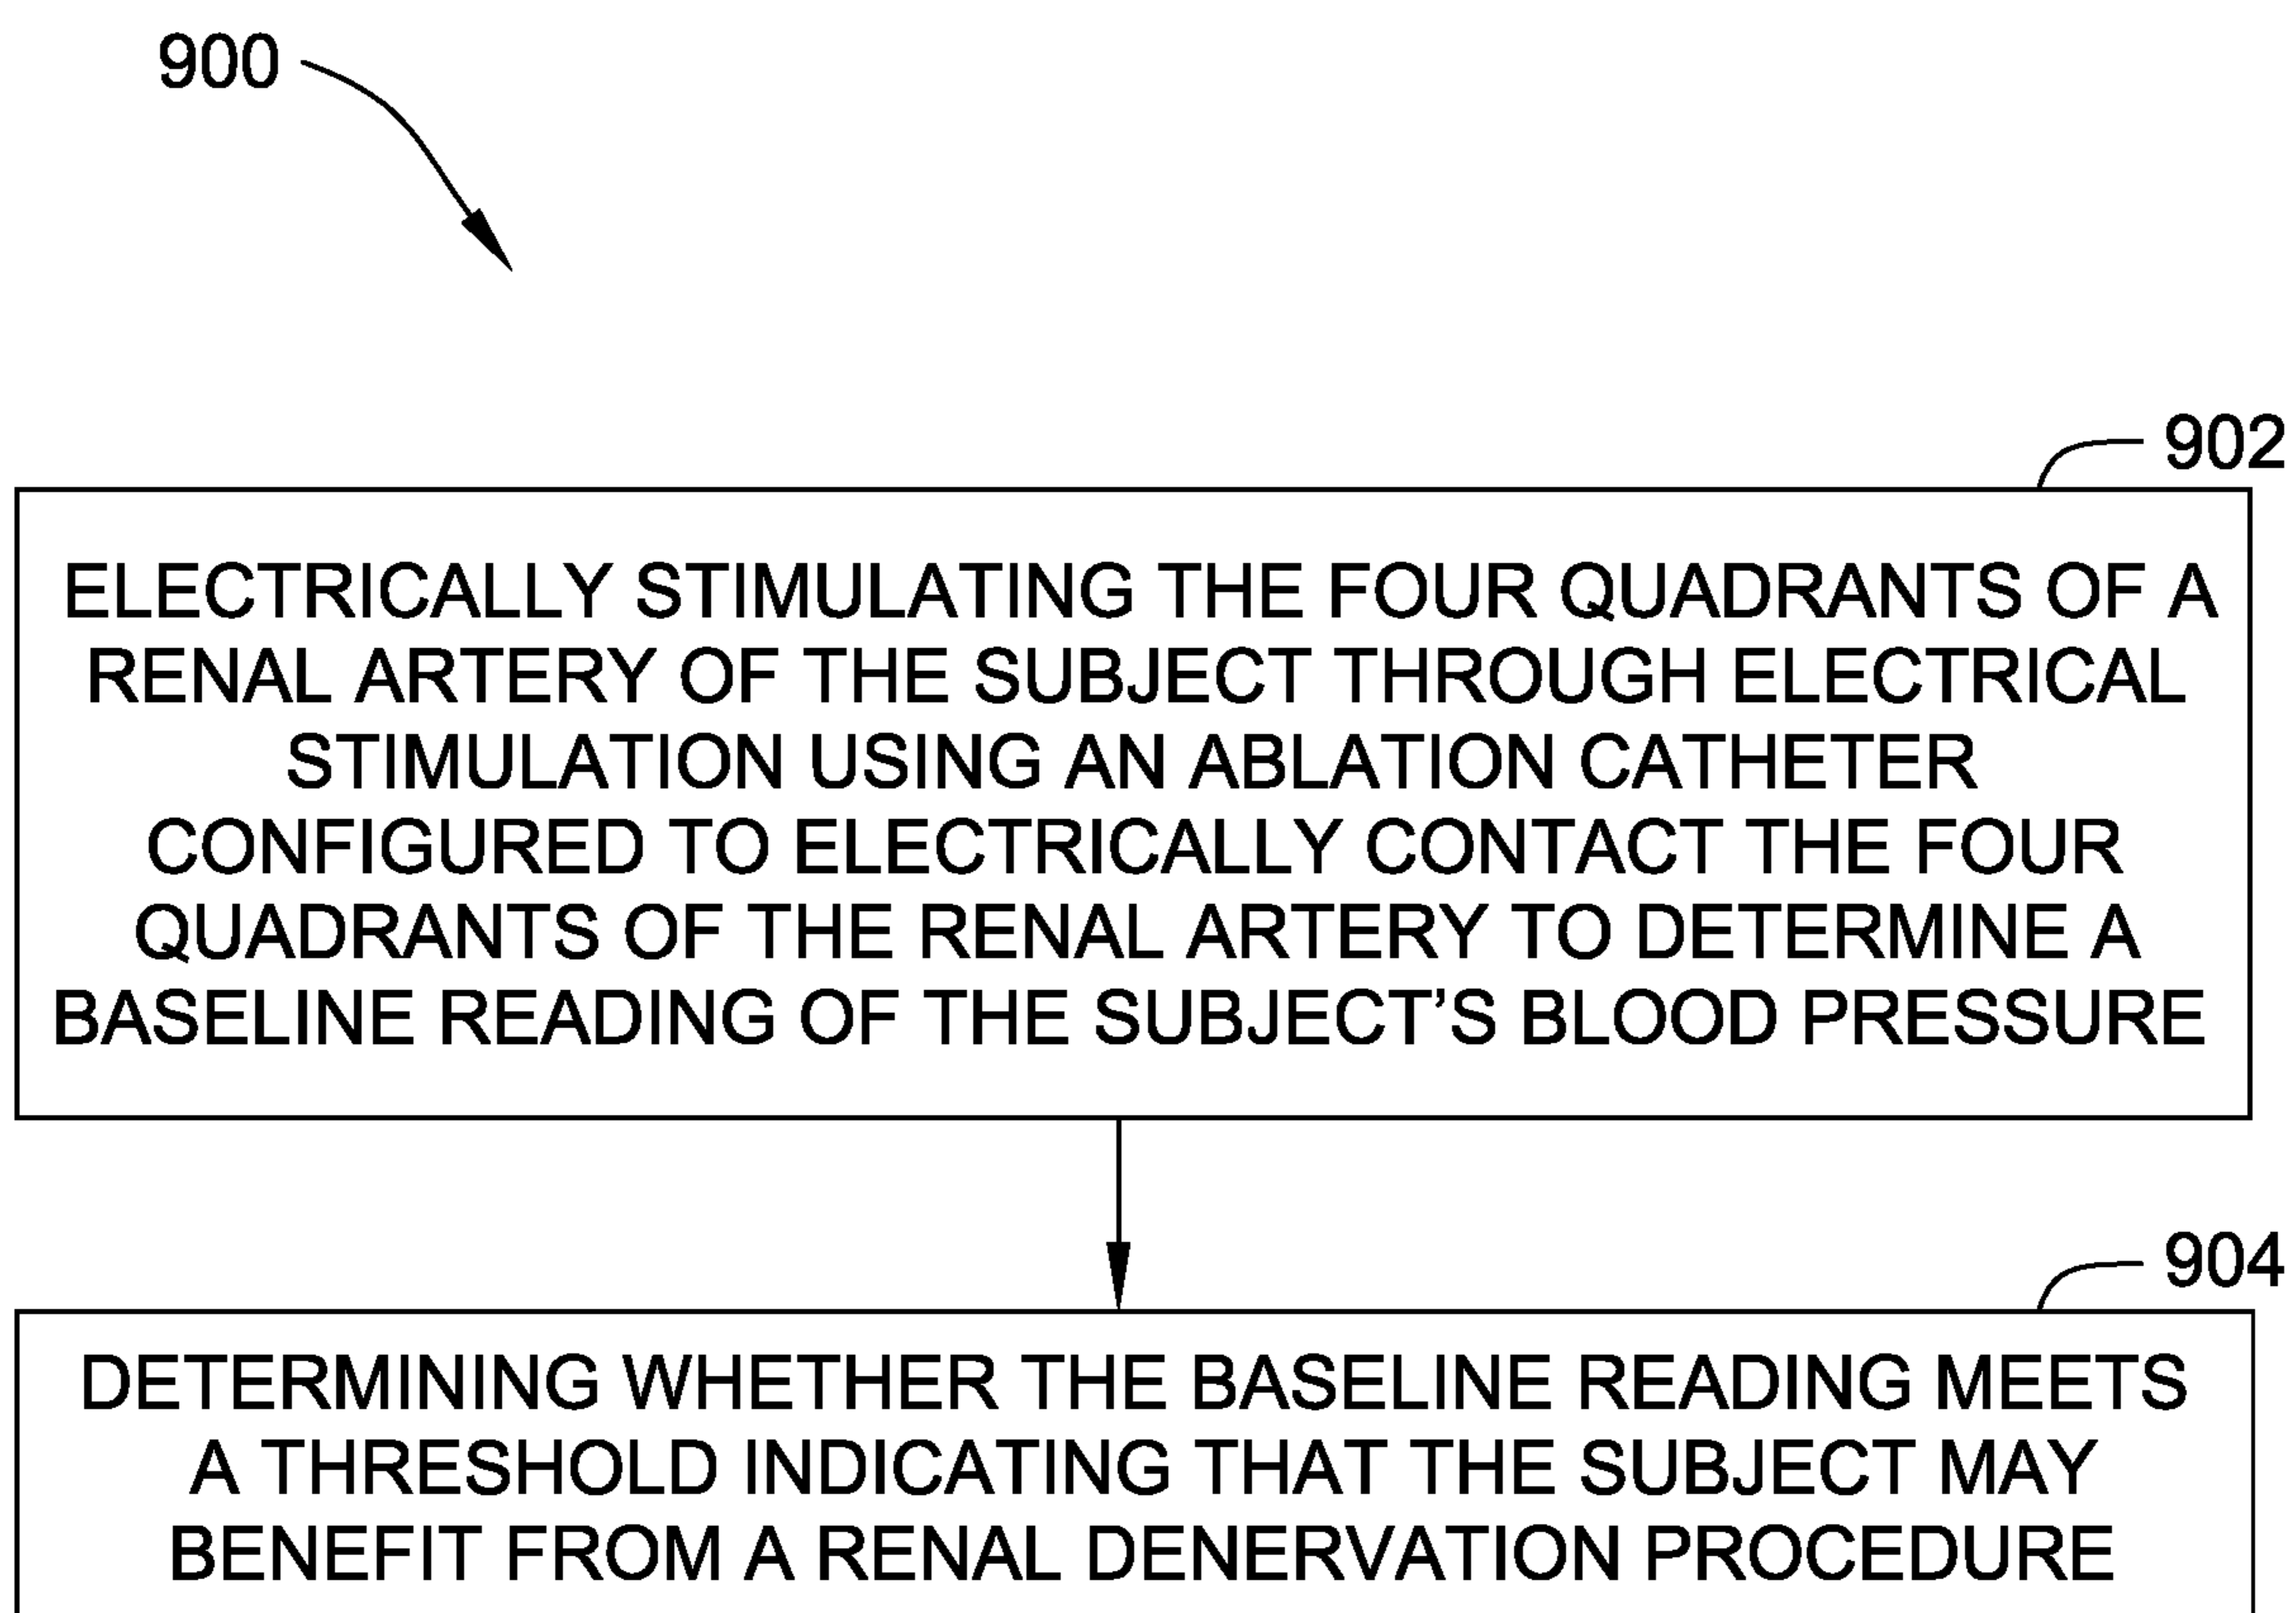 900
902
ELECTRICALLY STIMULATING THE FOUR QUADRANTS OF A
RENAL ARTERY OF THE SUBJECT THROUGH ELECTRICAL
STIMULATION USING AN ABLATION CATHETER
CONFIGURED TO ELECTRICALLY CONTACT THE FOUR
QUADRANTS OF THE RENAL ARTERY TO DETERMINE A
BASELINE READING OF THE SUBJECT’S BLOOD PRESSURE
904
DETERMINING WHETHER THE BASELINE READING MEETS
A THRESHOLD INDICATING THAT THE SUBJECT MAY
BENEFIT FROM A RENAL DENERVATION PROCEDURE